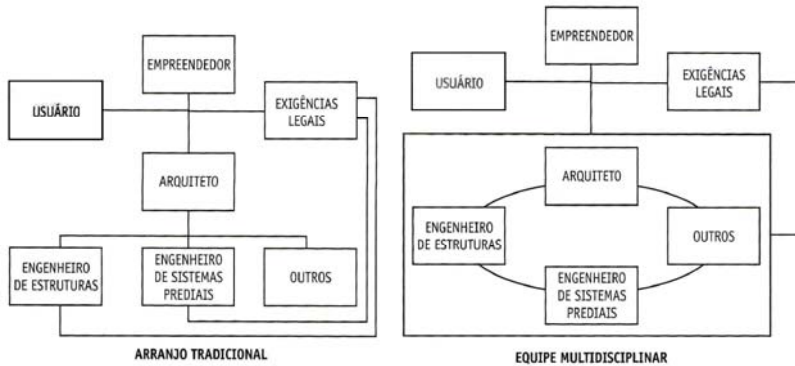 EMPREENDEDOR
USUÁRIO
EXIGÊNCIAS
LEGAIS
ARQUITETO
ENGENHEIRO
DE ESTRUTURAS
ENGENHEIRO
DE SISTEMAS
PREDIAIS
OUTROS
ARRANJO TRADICIONAL
EMPREENDEDOR
USUÁRIO
EXIGÊNCIAS
LEGAIS
ARQUITETO
ENGENHEIRO
DE ESTRUTURAS
OUTROS
ENGENHEIRO
DE SISTEMAS
PREDIAIS
EQUIPE MULTIDISCIPLINAR